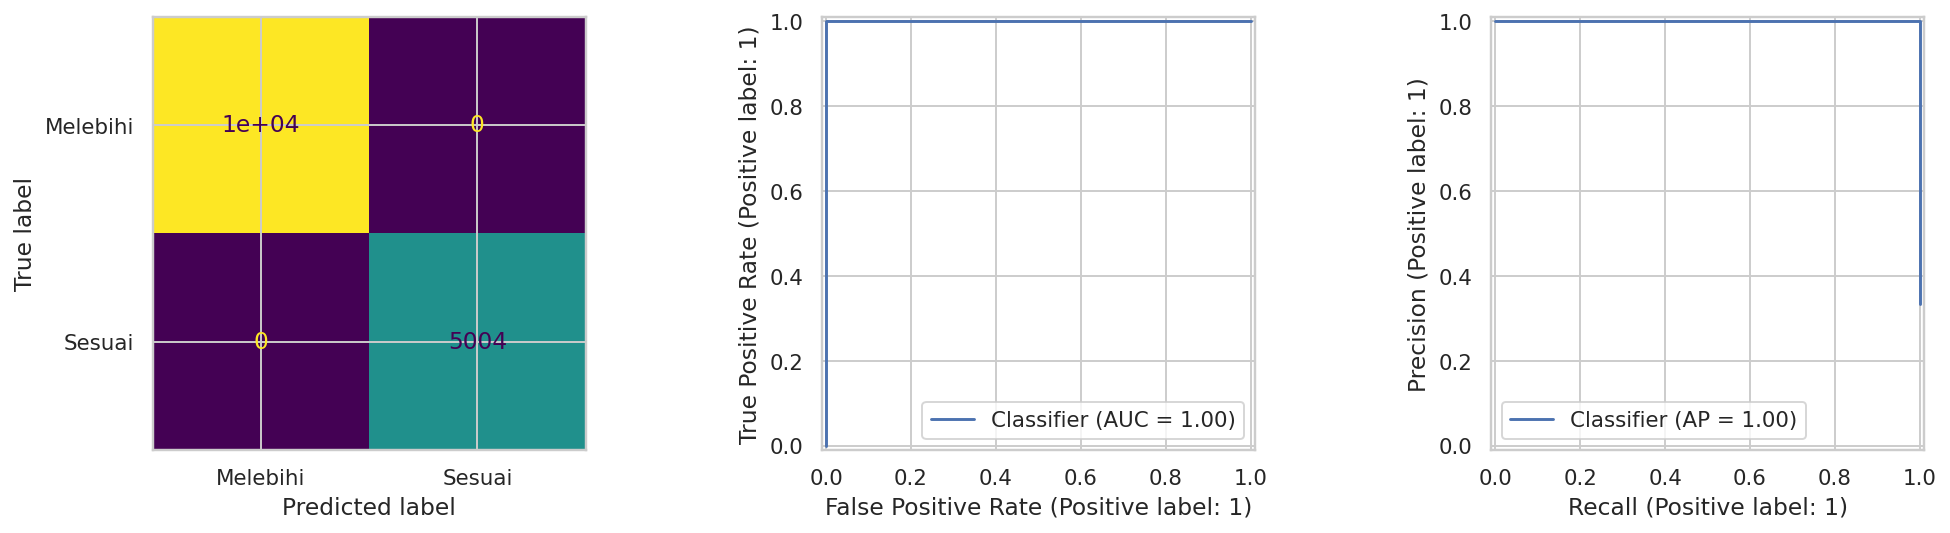 True label
Melebihi
Sesuai
1e+04
0
0
5004
Melebihi
Sesuai
Predicted label
True Positive Rate (Positive label: 1)
1.0
0.8
0.6
0.4
0.2
0.0
Classifier (AUC = 1.00)
0.0 0.2 0.4 0.6 0.8 1.0
False Positive Rate (Positive label: 1)
Precision (Positive label: 1)
1.0
0.8
0.6
0.4
0.2
0.0
Classifier (AP = 1.00)
0.0 0.2 0.4 0.6 0.8 1.0
Recall (Positive label: 1)